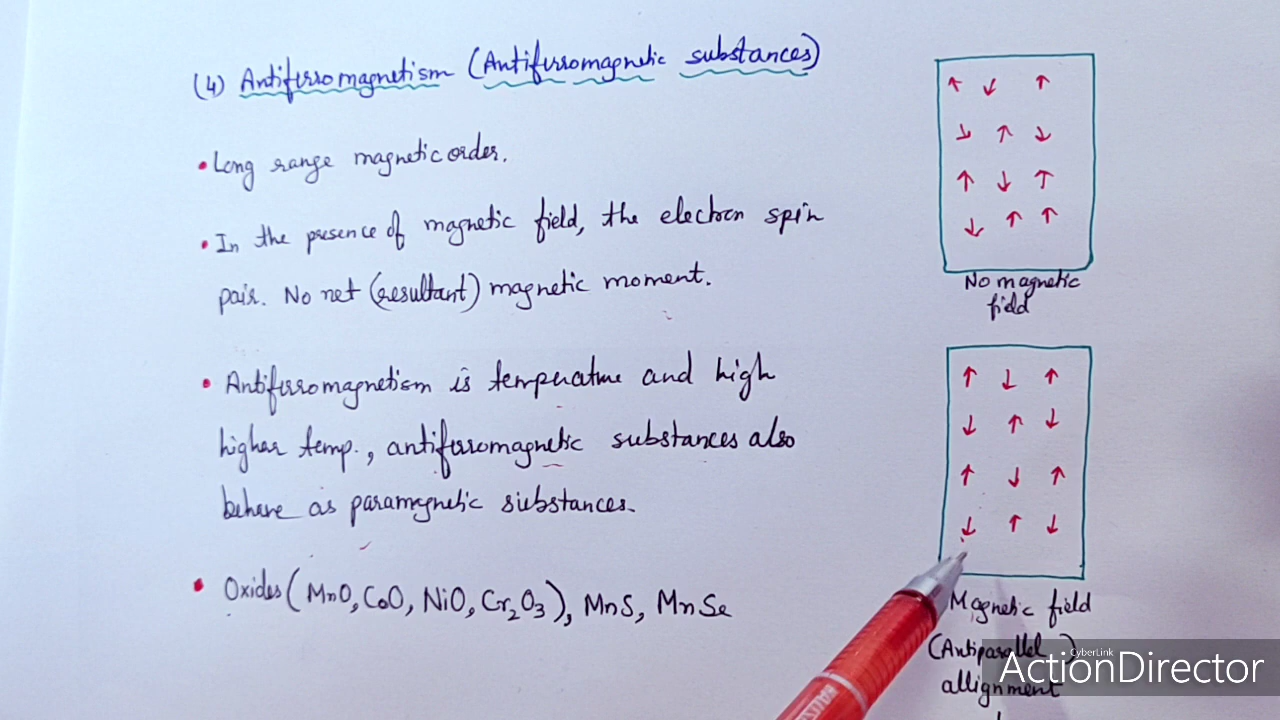 (4) Antiferromagnetism (Antiferromagnetic substances)
• Long range magnetic order.
• In the presence of magnetic field, the electron spin
pair. No net (resultant) magnetic moment.
• Antiferromagnetism is temperature and high
higher temp., antiferromagnetic substances also
behave as paramagnetic substances.
• Oxides (MnO, CoO, NiO, Cr₂O₃), MnS, MnSe
No magnetic
field
Magnetic field
(Antiparallel)
allignment
CyberLink
ActionDirector